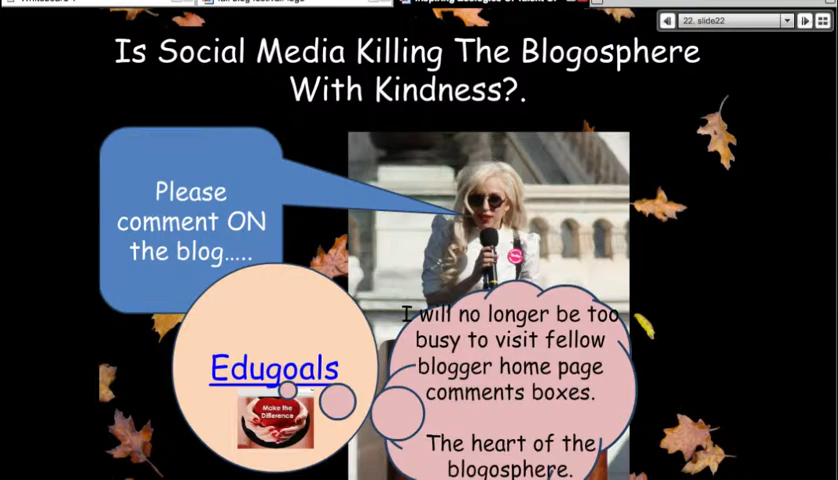 22. slide22
Is Social Media Killing The Blogosphere
With Kindness?.
Please
comment ON
the blog.....
I will no longer be too
busy to visit fellow
blogger home page
comments boxes.
The heart of the
blogosphere.
Edugoals
Make the
Difference